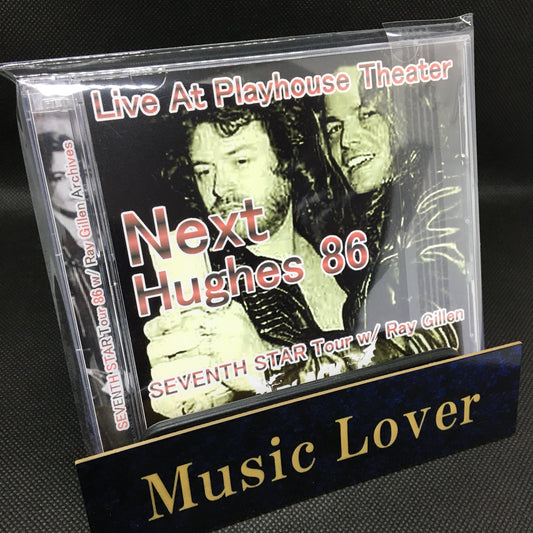 Live At Playhouse Theater
Next
Hughes 86
SEVENTH STAR Tour w/ Ray Gillen
SEVENTH STAR Tour 86 w/ Ray Gillen Archives
Music Lover